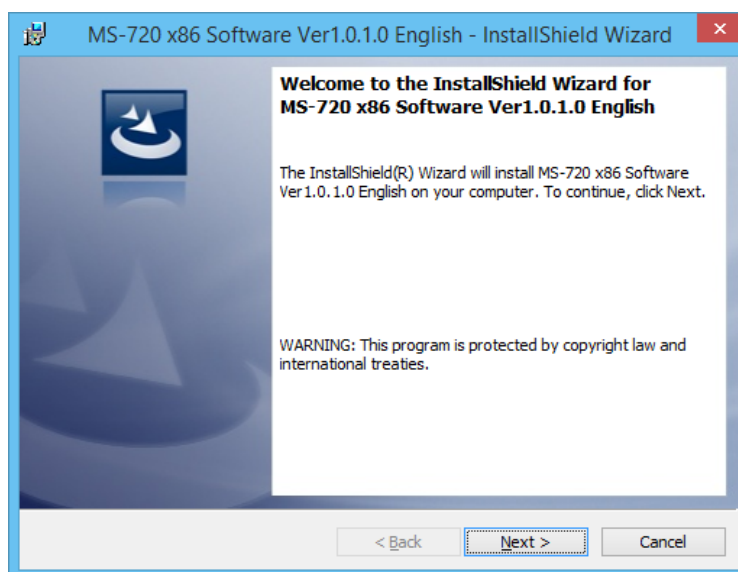 MS-720 x86 Software Ver1.0.1.0 English - InstallShield Wizard
Welcome to the InstallShield Wizard for
MS-720 x86 Software Ver1.0.1.0 English
The InstallShield(R) Wizard will install MS-720 x86 Software
Ver1.0.1.0 English on your computer. To continue, click Next.
WARNING: This program is protected by copyright law and
international treaties.
< Back
Next >
Cancel